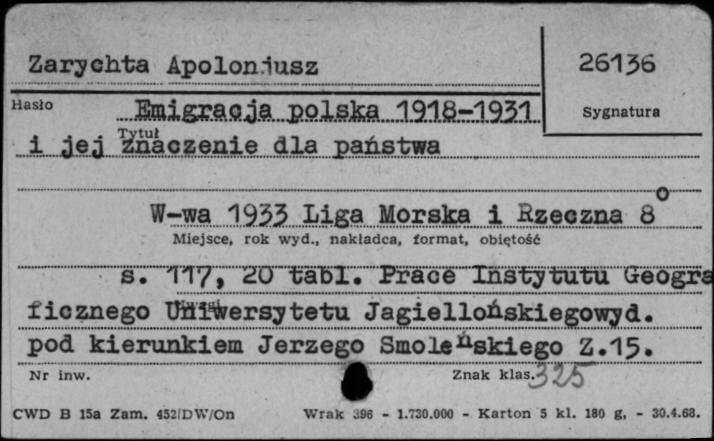 Zarychta Apolonjusz
26136
Hasło
Emigracja polska 1918-1931
Sygnatura
Tytuł
i jej znaczenie dla państwa
W-wa 1933 Liga Morska i Rzeczna 8°
Miejsce, rok wyd., nakładca, format, objętość
s. 117, 20 tabl. Prace Instytutu Geogra
Uwagi
ficznego Uniwersytetu Jagiellońskiegowyd.
pod kierunkiem Jerzego Smoleńskiego Z.15.
Nr inw.
Znak klas. 325
CWD B 15a Zam. 452/DW/On
Wrak 396 - 1.730.000 - Karton 5 kl. 180 g, - 30.4.68.